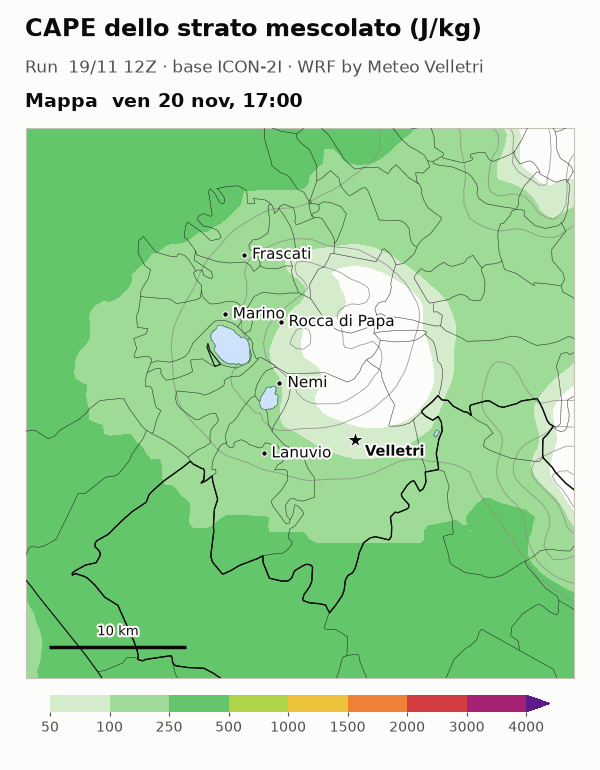 CAPE dello strato mescolato (J/kg)
Run  19/11 12Z · base ICON-2I · WRF by Meteo Velletri
Mappa  ven 20 nov, 17:00
Frascati
Marino
Rocca di Papa
Nemi
Velletri
Lanuvio
10 km
50 100 250 500 1000 1500 2000 3000 4000